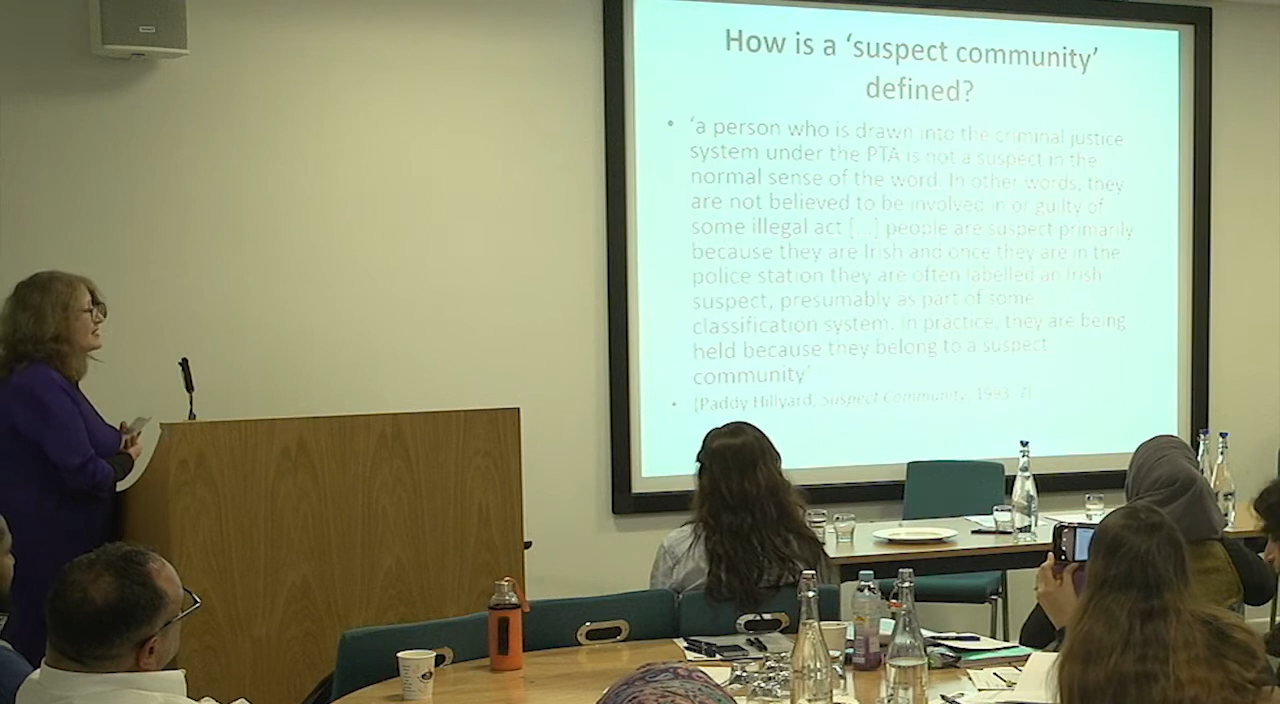 How is a ‘suspect community’
defined?
• ‘a person who is drawn into the criminal justice
system under the PTA is not a suspect in the
normal sense of the word. In other words, they
are not believed to be involved in or guilty of
some illegal act [...] people are suspect primarily
because they are Irish and once they are in the
police station they are often labelled an Irish
suspect, presumably as part of some
classification system. In practice, they are being
held because they belong to a suspect
community’
• (Paddy Hillyard, Suspect Community, 1993: 7)